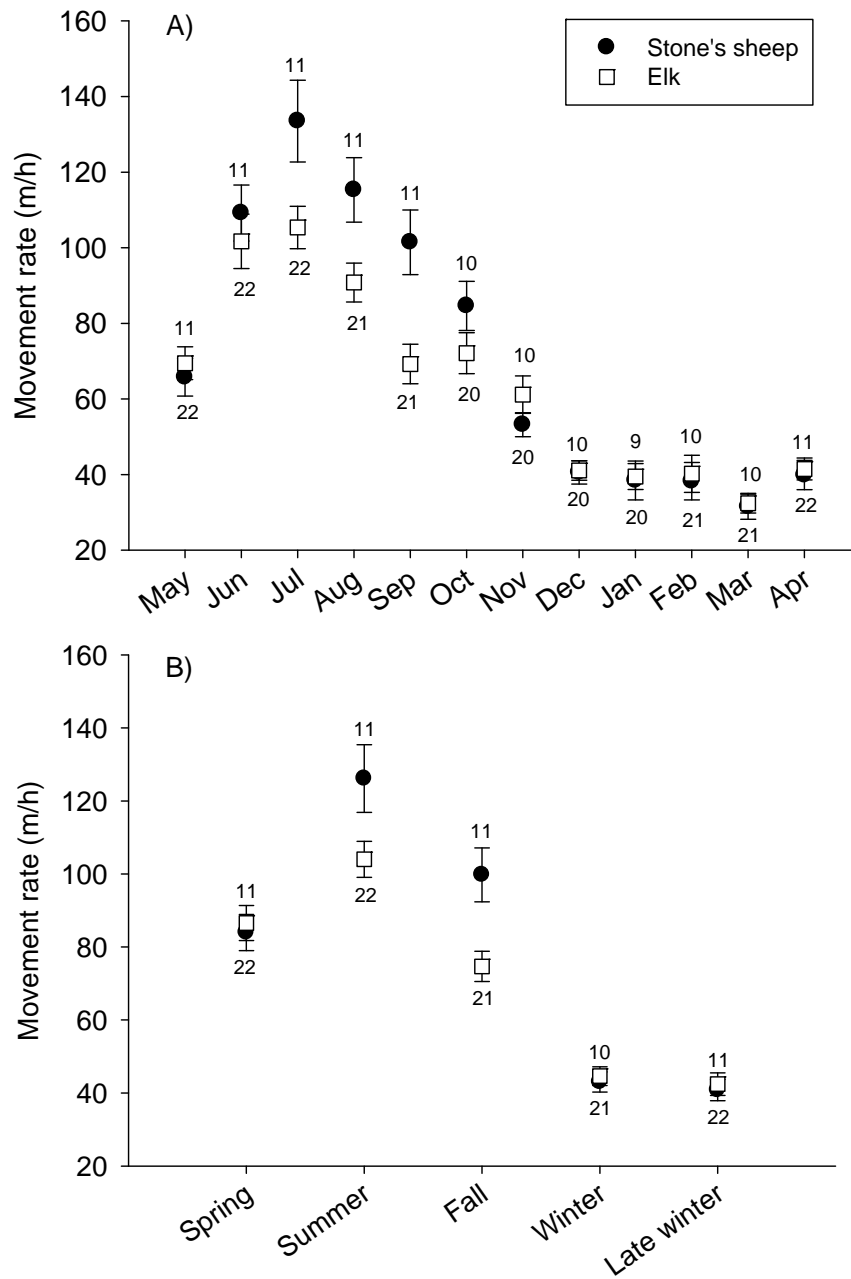 A)
Stone's sheep
Elk
Movement rate (m/h)
160
140
120
100
80
60
40
20
11 11 11 11 11 10 10 10 9 10 10 11
22 22 22 21 21 20 20 20 20 21 21 22
May Jun Jul Aug Sep Oct Nov Dec Jan Feb Mar Apr
B)
Movement rate (m/h)
160
140
120
100
80
60
40
20
11 11 11 10 11
22 22 21 21 22
Spring Summer Fall Winter Late winter